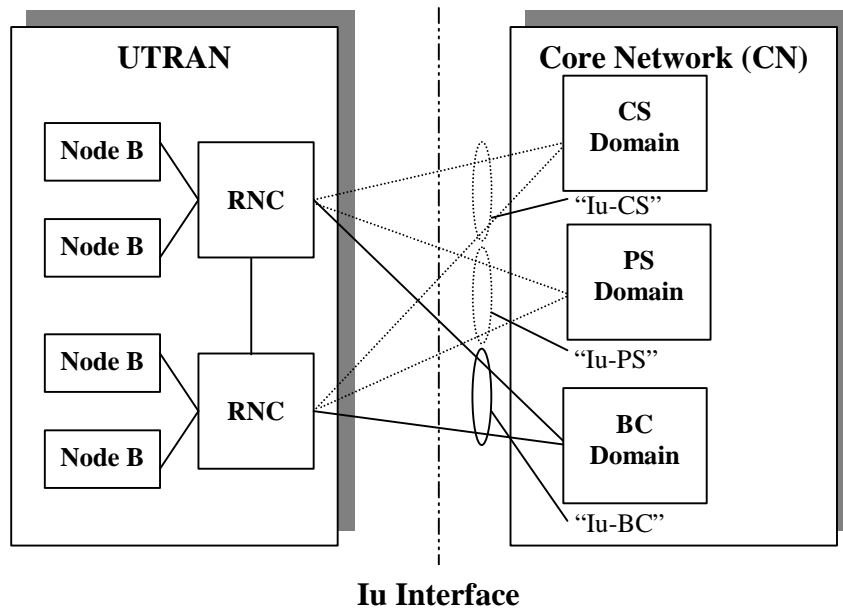 UTRAN
Node B
Node B
RNC
Node B
Node B
RNC
Core Network (CN)
CS
Domain
“Iu-CS”
PS
Domain
“Iu-PS”
BC
Domain
“Iu-BC”
Iu Interface